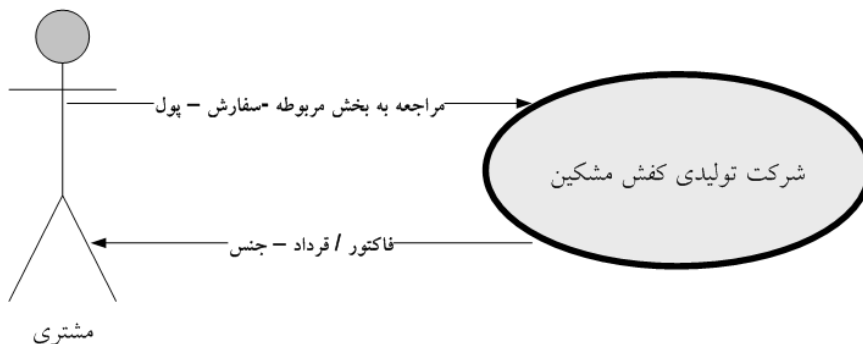 مراجعه به بخش مربوطه -سفارش – پول
شرکت تولیدی کفش مشکین
فاکتور / قرداد – جنس
مشتری